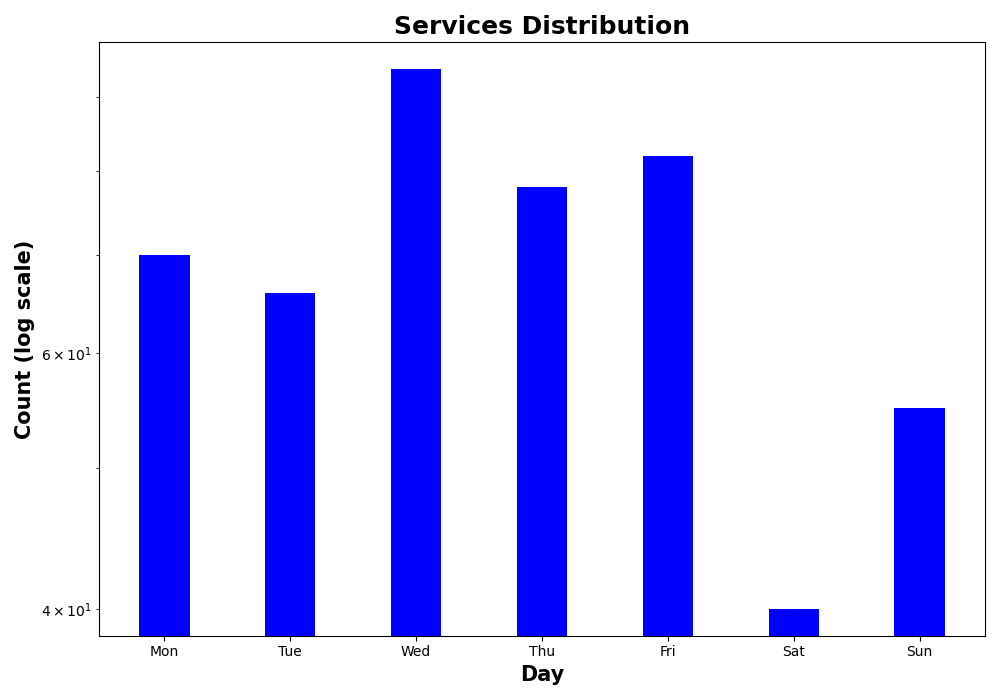 Services Distribution
Count (log scale)
6 × 10¹
4 × 10¹
Mon Tue Wed Thu Fri Sat Sun
Day